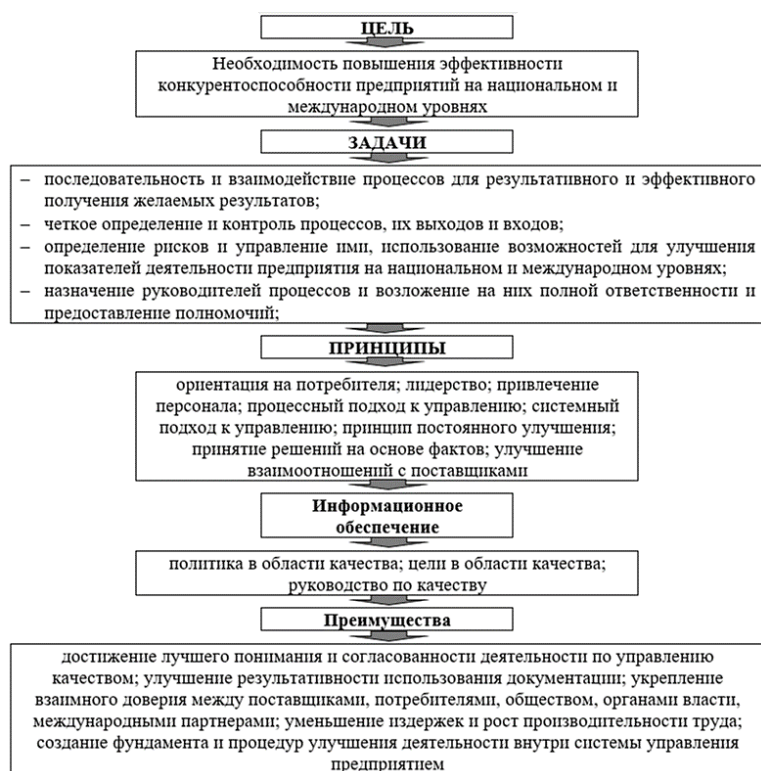 ЦЕЛЬ
Необходимость повышения эффективности
конкурентоспособности предприятий на национальном и
международном уровнях
ЗАДАЧИ
– последовательность и взаимодействие процессов для результативного и эффективного
получения желаемых результатов;
– четкое определение и контроль процессов, их выходов и входов;
– определение рисков и управление ими, использование возможностей для улучшения
показателей деятельности предприятия на национальном и международном уровнях;
– назначение руководителей процессов и возложение на них полной ответственности и
предоставление полномочий;
ПРИНЦИПЫ
ориентация на потребителя; лидерство; привлечение
персонала; процессный подход к управлению; системный
подход к управлению; принцип постоянного улучшения;
принятие решений на основе фактов; улучшение
взаимоотношений с поставщиками
Информационное
обеспечение
политика в области качества; цели в области качества;
руководство по качеству
Преимущества
достижение лучшего понимания и согласованности деятельности по управлению
качеством; улучшение результативности использования документации; укрепление
взаимного доверия между поставщиками, потребителями, обществом, органами власти,
международными партнерами; уменьшение издержек и рост производительности труда;
создание фундамента и процедур улучшения деятельности внутри системы управления
предприятием